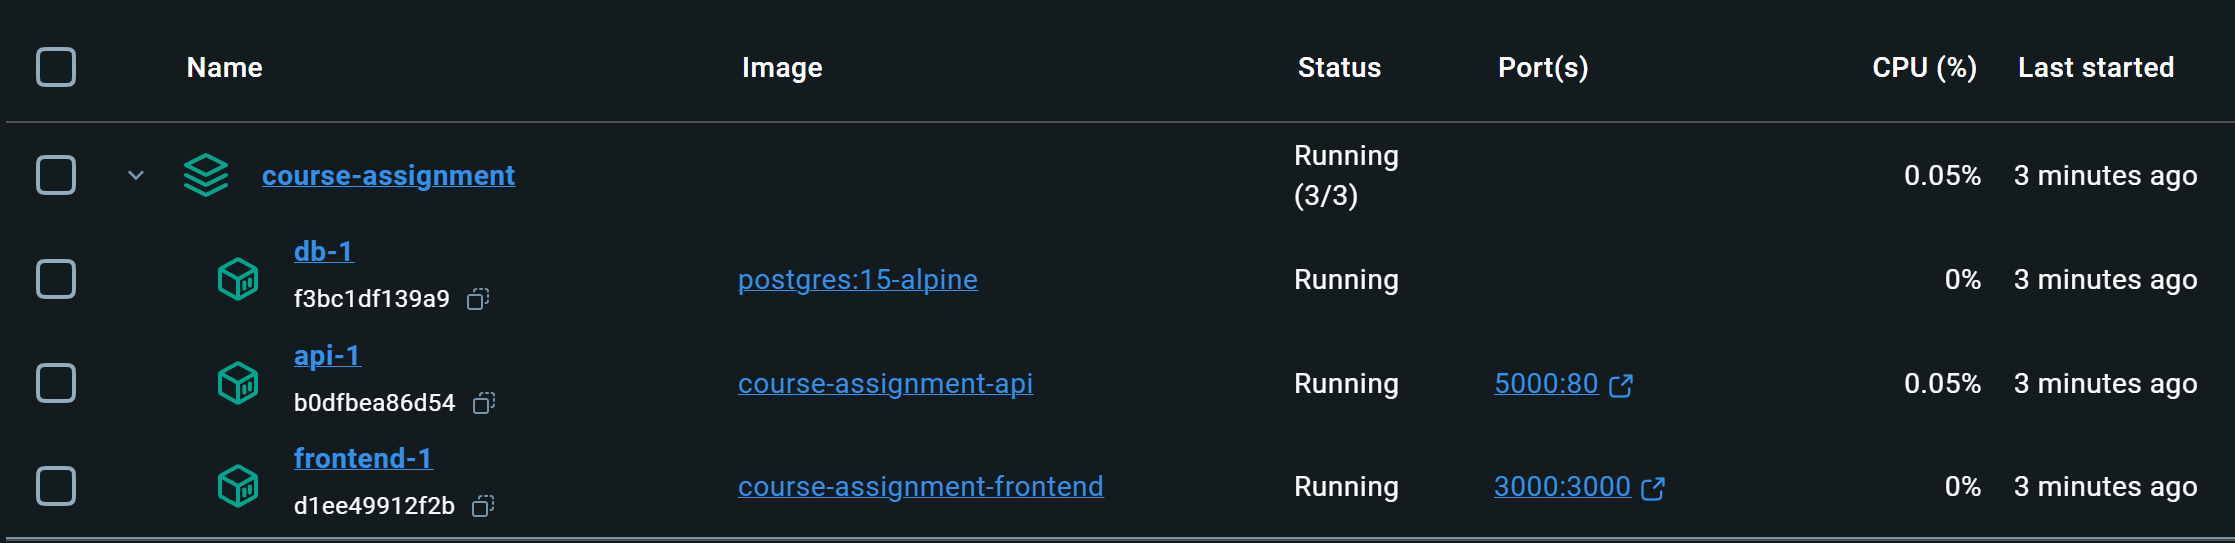 Name Image Status Port(s) CPU (%) Last started
course-assignment Running (3/3) 0.05% 3 minutes ago
db-1
f3bc1df139a9 postgres:15-alpine Running 0% 3 minutes ago
api-1
b0dfbea86d54 course-assignment-api Running 5000:80 0.05% 3 minutes ago
frontend-1
d1ee49912f2b course-assignment-frontend Running 3000:3000 0% 3 minutes ago